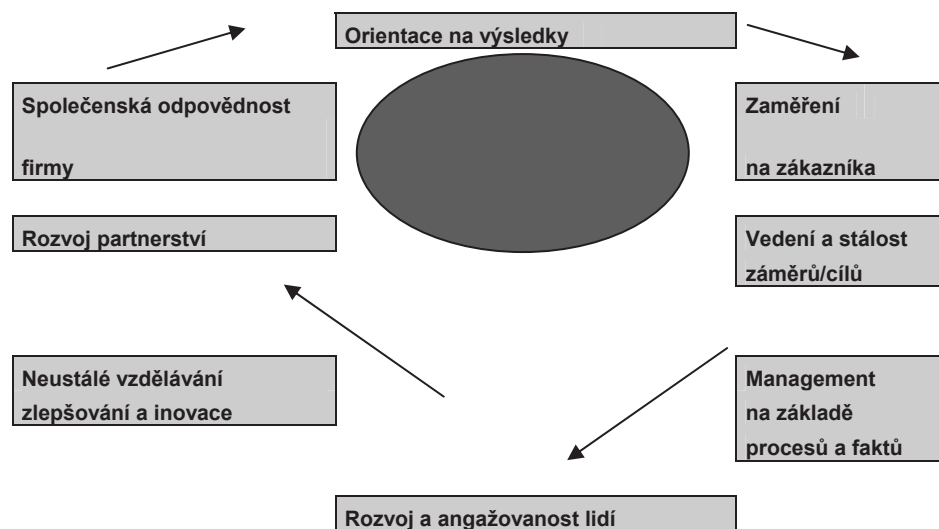 Orientace na výsledky
Společenská odpovědnost
firmy
Zaměření
na zákazníka
Rozvoj partnerství
Vedení a stálost
záměrů/cílů
Neustálé vzdělávání
zlepšování a inovace
Management
na základě
procesů a faktů
Rozvoj a angažovanost lidí